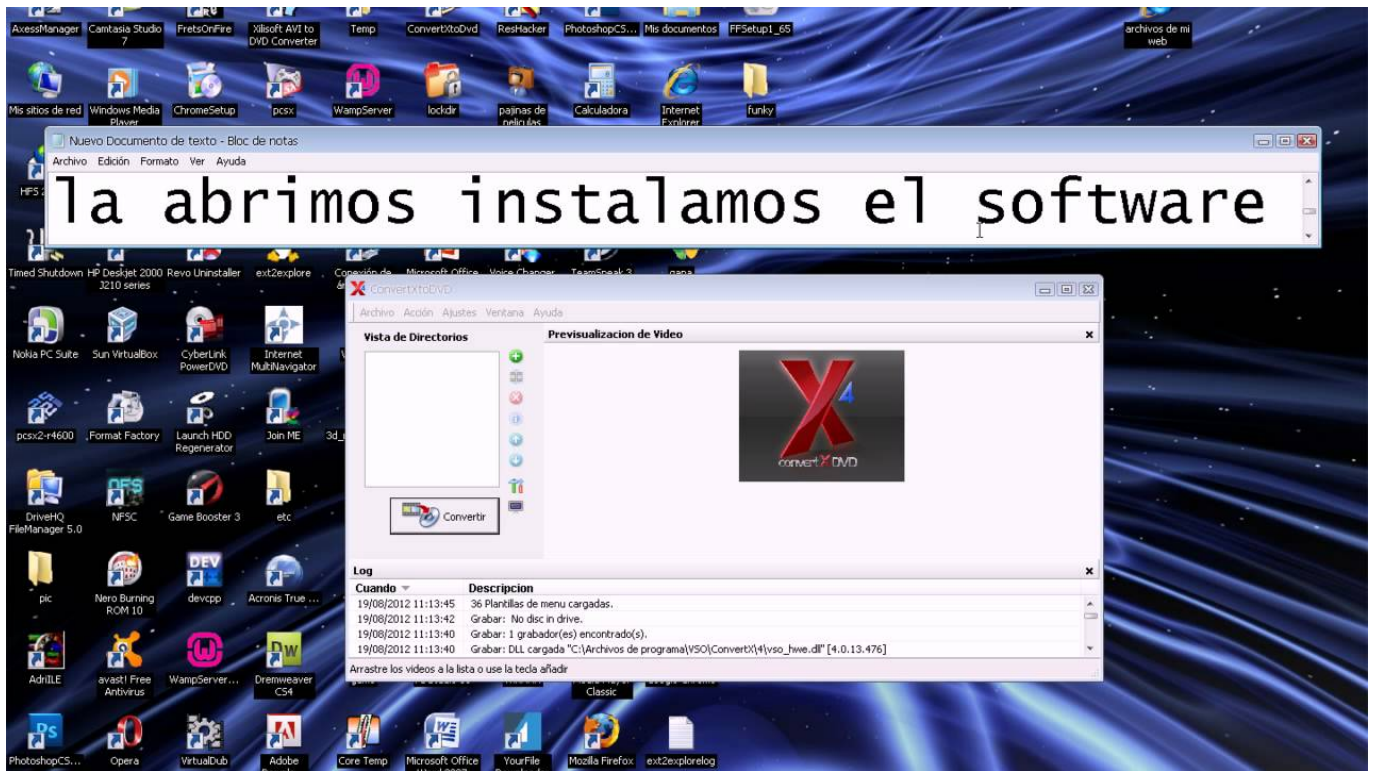 AxessManager Camtasia Studio 7 FretsOnFire Xilisoft AVI to DVD Converter Temp ConvertXtoDvd ResHacker PhotoshopCS... Mis documentos FFSetup1_65 archivos de mi web
Mis sitios de red Windows Media Player ChromeSetup pcsx WampServer lockdir pajinas de peliculas Calculadora Internet Explorer funky
Nuevo Documento de texto - Bloc de notas
Archivo Edición Formato Ver Ayuda
la abrimos instalamos el software
Timed Shutdown HP Deskjet 2000 J210 series Revo Uninstaller ext2explore Conexión de Microsoft Office Voice Changer TeamSpeak 3
ConvertXtoDVD
Archivo Acción Ajustes Ventana Ayuda
Vista de Directorios
Previsualizacion de Video
X 4
convert X DVD
Convertir
Nokia PC Suite Sun VirtualBox CyberLink PowerDVD Internet MultiNavigator
pcsx2-r4600 Format Factory Launch HDD Regenerator Join ME
DriveHQ FileManager 5.0 NFSC Game Booster 3 etc
pic Nero Burning ROM 10 devcpp Acronis True ...
Log
Cuando Descripcion
19/08/2012 11:13:45 36 Plantillas de menu cargadas.
19/08/2012 11:13:42 Grabar: No disc in drive.
19/08/2012 11:13:40 Grabar: 1 grabador(es) encontrado(s).
19/08/2012 11:13:40 Grabar: DLL cargada "C:\Archivos de programa\VSO\ConvertX\4\vso_hwe.dll" [4.0.13.476]
Arrastre los videos a la lista o use la tecla añadir
AdriILE avast! Free Antivirus WampServer... Dremweaver CS4 Classic
PhotoshopCS... Opera VirtualDub Adobe Core Temp Microsoft Office YourFile Mozilla Firefox ext2explorelog